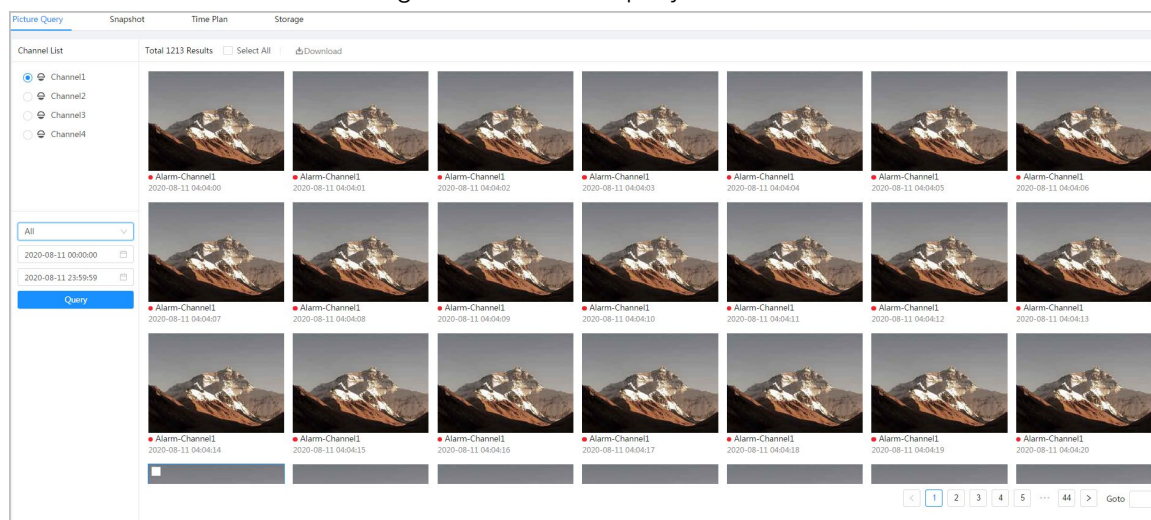 Picture Query Snapshot Time Plan Storage
Channel List
Total 1213 Results Select All Download
Channel1
Channel2
Channel3
Channel4
All
2020-08-11 00:00:00
2020-08-11 23:59:59
Query
Alarm-Channel1 Alarm-Channel1 Alarm-Channel1 Alarm-Channel1 Alarm-Channel1 Alarm-Channel1 Alarm-Channel1
2020-08-11 04:04:00 2020-08-11 04:04:01 2020-08-11 04:04:02 2020-08-11 04:04:03 2020-08-11 04:04:04 2020-08-11 04:04:05 2020-08-11 04:04:06
Alarm-Channel1 Alarm-Channel1 Alarm-Channel1 Alarm-Channel1 Alarm-Channel1 Alarm-Channel1 Alarm-Channel1
2020-08-11 04:04:07 2020-08-11 04:04:08 2020-08-11 04:04:09 2020-08-11 04:04:10 2020-08-11 04:04:11 2020-08-11 04:04:12 2020-08-11 04:04:13
Alarm-Channel1 Alarm-Channel1 Alarm-Channel1 Alarm-Channel1 Alarm-Channel1 Alarm-Channel1 Alarm-Channel1
2020-08-11 04:04:14 2020-08-11 04:04:15 2020-08-11 04:04:16 2020-08-11 04:04:17 2020-08-11 04:04:18 2020-08-11 04:04:19 2020-08-11 04:04:20
< 1 2 3 4 5 ••• 44 > Goto